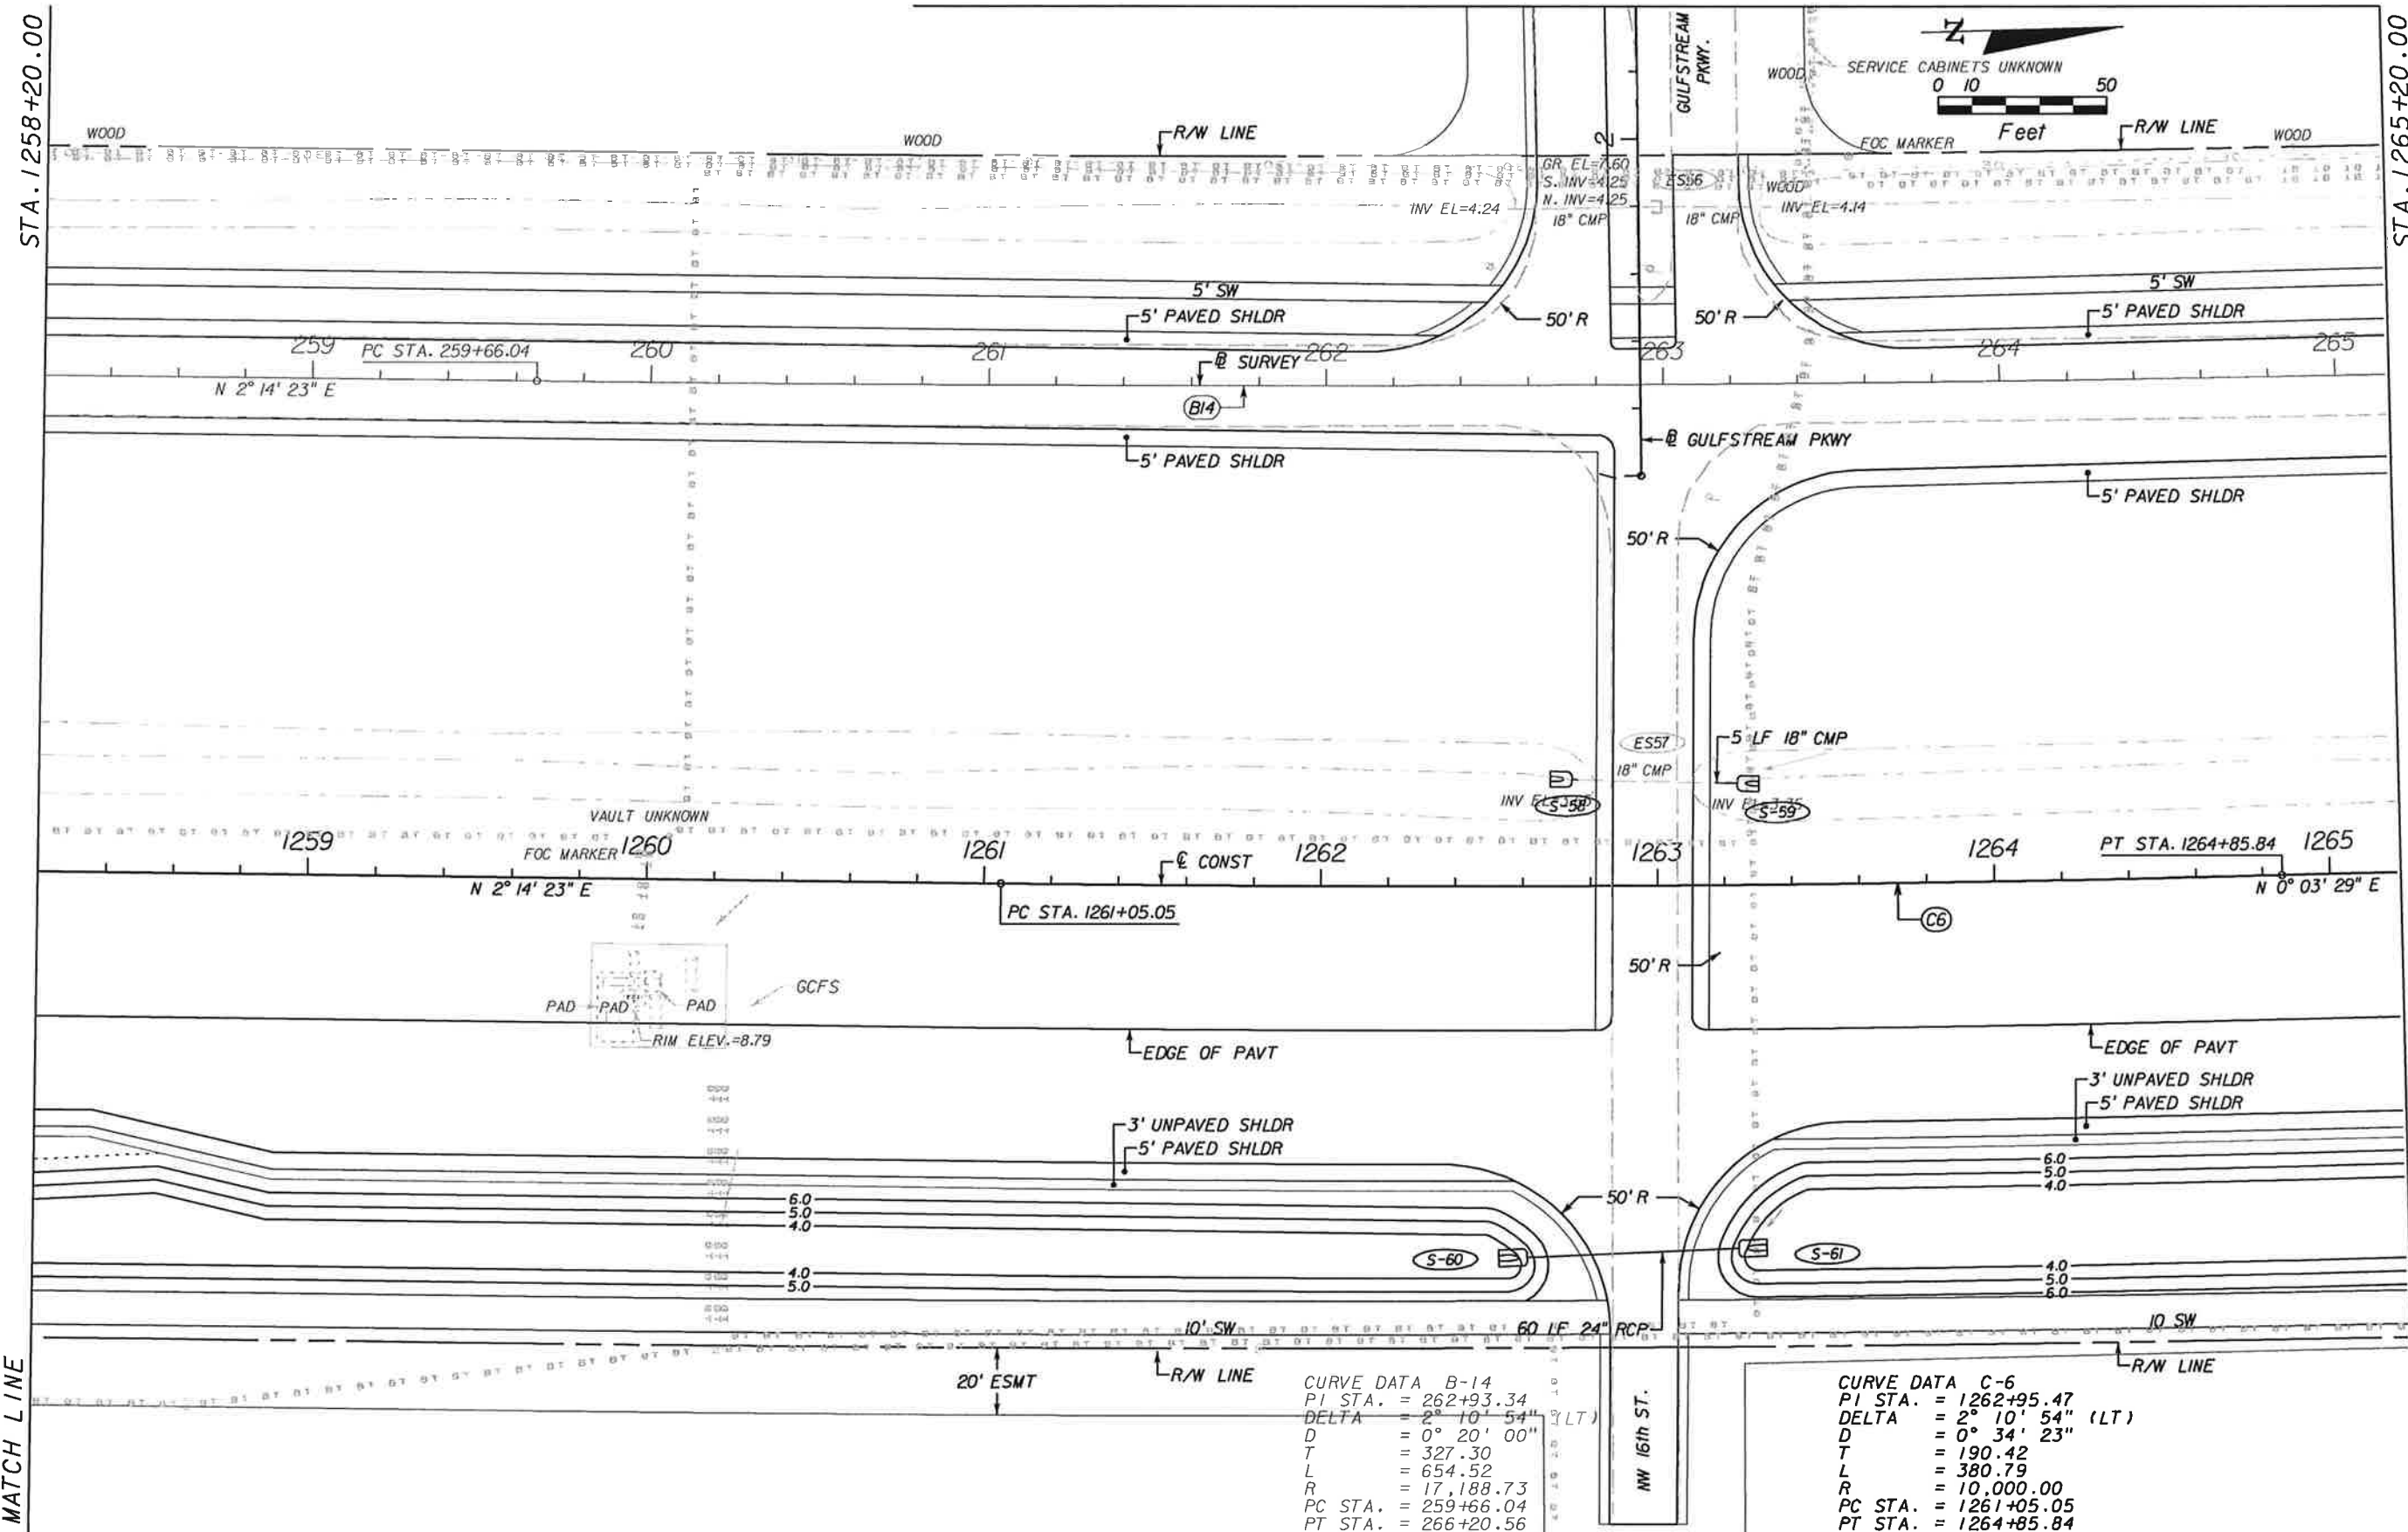 STA. 1258+20.00
STA. 1265+20.00
GULFSTREAM
PKWY.
N
SERVICE CABINETS UNKNOWN
0 10 50
Feet
WOOD
WOOD
R/W LINE
2
WOOD
FOC MARKER
R/W LINE
WOOD
GR EL=7.60
S. INV=4.25
N. INV=4.25
18" CMP
INV EL=4.24
ES56
WOOD
18" CMP
INV EL=4.14
5' SW
5' SW
5' PAVED SHLDR
50' R
50' R
5' PAVED SHLDR
259
PC STA. 259+66.04
260
261
262
263
264
265
N 2° 14' 23" E
SURVEY
B14
5' PAVED SHLDR
GULFSTREAM PKWY
5' PAVED SHLDR
50' R
ES57
18" CMP
5 LF 18" CMP
INV
S-58
INV
S-59
VAULT UNKNOWN
1259
FOC MARKER
1260
1261
CONST
1262
1263
1264
PT STA. 1264+85.84
1265
N 2° 14' 23" E
N 0° 03' 29" E
PC STA. 1261+05.05
C6
50' R
GCFS
PAD
PAD
PAD
RIM ELEV.=8.79
EDGE OF PAVT
EDGE OF PAVT
3' UNPAVED SHLDR
5' PAVED SHLDR
3' UNPAVED SHLDR
5' PAVED SHLDR
6.0
5.0
4.0
6.0
5.0
4.0
50' R
S-60
S-61
4.0
5.0
4.0
5.0
6.0
10' SW
60 LF 24" RCP
10 SW
20' ESMT
R/W LINE
R/W LINE
MATCH LINE
NW 16th ST.
CURVE DATA B-14
PI STA. = 262+93.34
DELTA = 2° 10' 54" (LT)
D = 0° 20' 00"
T = 327.30
L = 654.52
R = 17,188.73
PC STA. = 259+66.04
PT STA. = 266+20.56
CURVE DATA C-6
PI STA. = 1262+95.47
DELTA = 2° 10' 54" (LT)
D = 0° 34' 23"
T = 190.42
L = 380.79
R = 10,000.00
PC STA. = 1261+05.05
PT STA. = 1264+85.84